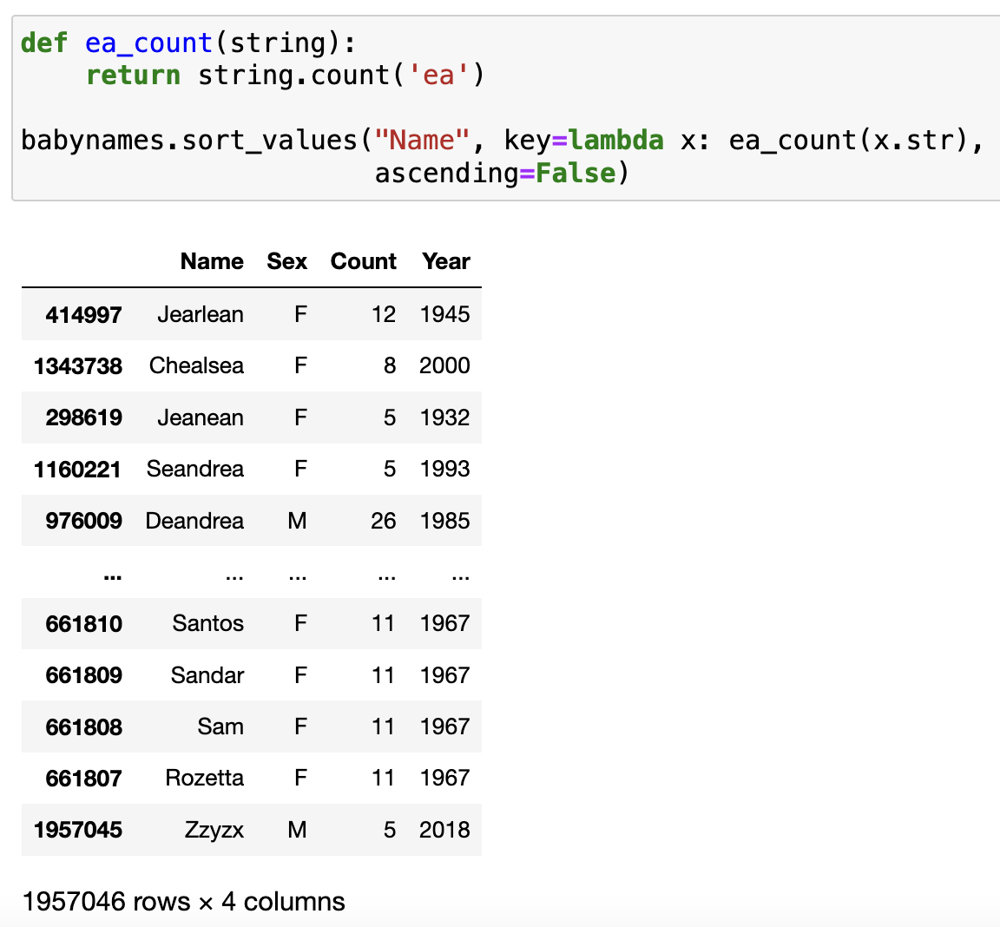 def ea_count(string):
    return string.count('ea')
babynames.sort_values("Name", key=lambda x: ea_count(x.str),
                      ascending=False)
Name Sex Count Year
414997 Jearlean F 12 1945
1343738 Chealsea F 8 2000
298619 Jeanean F 5 1932
1160221 Seandrea F 5 1993
976009 Deandrea M 26 1985
... ... ... ... ...
661810 Santos F 11 1967
661809 Sandar F 11 1967
661808 Sam F 11 1967
661807 Rozetta F 11 1967
1957045 Zzyzx M 5 2018
1957046 rows × 4 columns